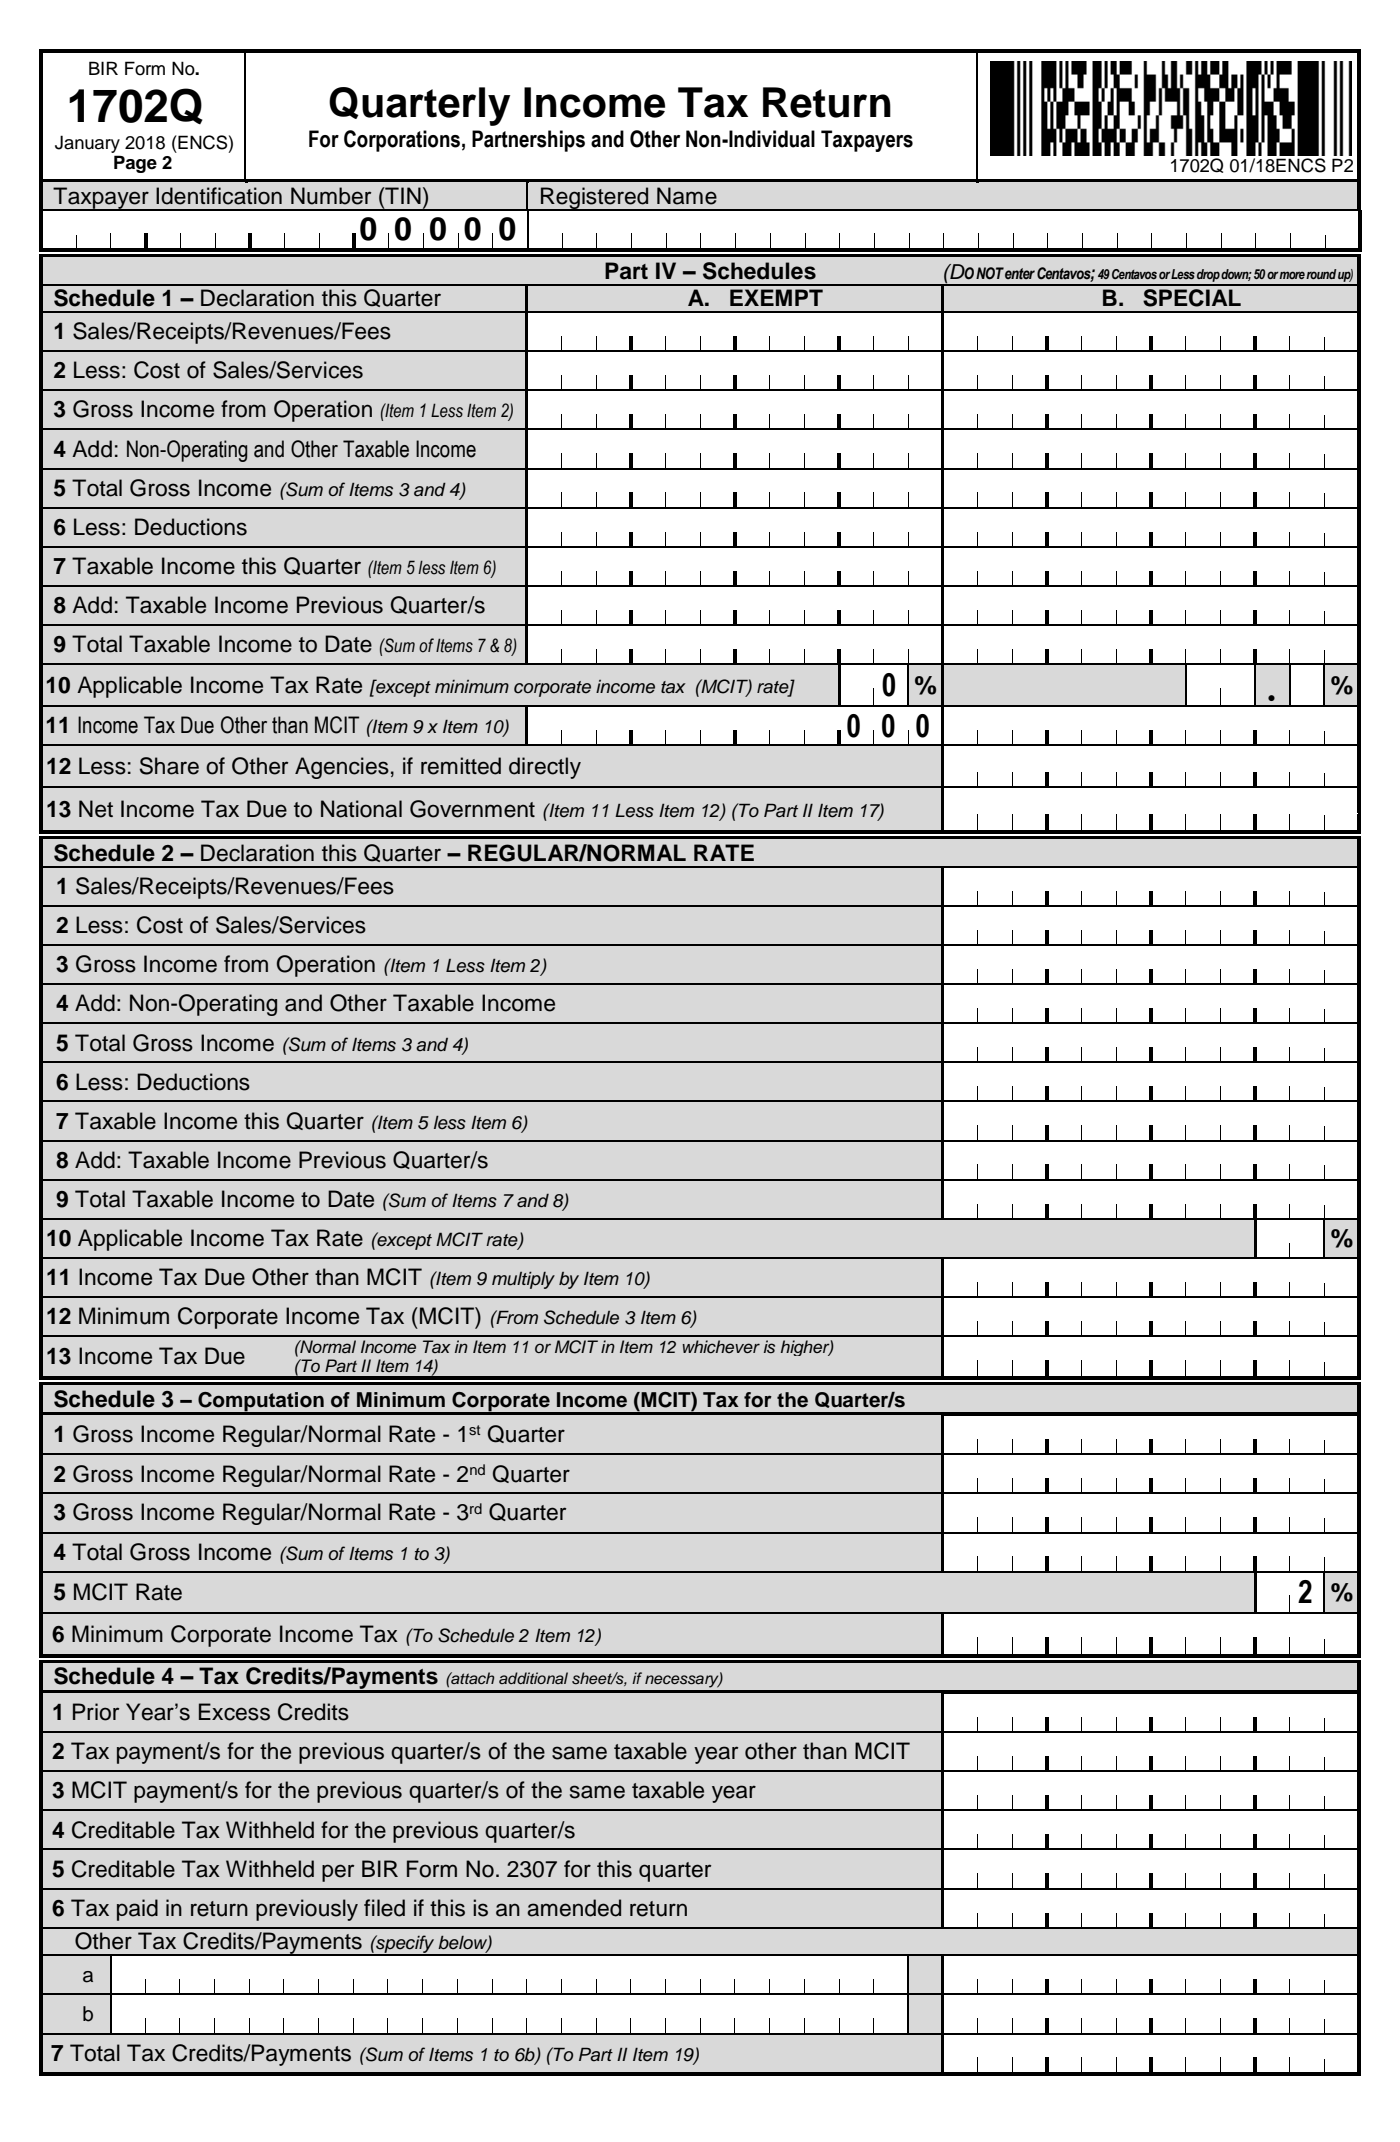 BIR Form No.
1702Q
January 2018 (ENCS)
Page 2
Quarterly Income Tax Return
For Corporations, Partnerships and Other Non-Individual Taxpayers
1702Q 01/18ENCS P2
Taxpayer Identification Number (TIN) Registered Name
0 0 0 0 0
Part IV – Schedules (DO NOT enter Centavos; 49 Centavos or Less drop down; 50 or more round up)
Schedule 1 – Declaration this Quarter A. EXEMPT B. SPECIAL
1 Sales/Receipts/Revenues/Fees
2 Less: Cost of Sales/Services
3 Gross Income from Operation (Item 1 Less Item 2)
4 Add: Non-Operating and Other Taxable Income
5 Total Gross Income (Sum of Items 3 and 4)
6 Less: Deductions
7 Taxable Income this Quarter (Item 5 less Item 6)
8 Add: Taxable Income Previous Quarter/s
9 Total Taxable Income to Date (Sum of Items 7 & 8)
10 Applicable Income Tax Rate [except minimum corporate income tax (MCIT) rate] 0 % . %
11 Income Tax Due Other than MCIT (Item 9 x Item 10) 0 0 0
12 Less: Share of Other Agencies, if remitted directly
13 Net Income Tax Due to National Government (Item 11 Less Item 12) (To Part II Item 17)
Schedule 2 – Declaration this Quarter – REGULAR/NORMAL RATE
1 Sales/Receipts/Revenues/Fees
2 Less: Cost of Sales/Services
3 Gross Income from Operation (Item 1 Less Item 2)
4 Add: Non-Operating and Other Taxable Income
5 Total Gross Income (Sum of Items 3 and 4)
6 Less: Deductions
7 Taxable Income this Quarter (Item 5 less Item 6)
8 Add: Taxable Income Previous Quarter/s
9 Total Taxable Income to Date (Sum of Items 7 and 8)
10 Applicable Income Tax Rate (except MCIT rate) %
11 Income Tax Due Other than MCIT (Item 9 multiply by Item 10)
12 Minimum Corporate Income Tax (MCIT) (From Schedule 3 Item 6)
13 Income Tax Due (Normal Income Tax in Item 11 or MCIT in Item 12 whichever is higher)
(To Part II Item 14)
Schedule 3 – Computation of Minimum Corporate Income (MCIT) Tax for the Quarter/s
1 Gross Income Regular/Normal Rate - 1st Quarter
2 Gross Income Regular/Normal Rate - 2nd Quarter
3 Gross Income Regular/Normal Rate - 3rd Quarter
4 Total Gross Income (Sum of Items 1 to 3)
5 MCIT Rate 2 %
6 Minimum Corporate Income Tax (To Schedule 2 Item 12)
Schedule 4 – Tax Credits/Payments (attach additional sheet/s, if necessary)
1 Prior Year’s Excess Credits
2 Tax payment/s for the previous quarter/s of the same taxable year other than MCIT
3 MCIT payment/s for the previous quarter/s of the same taxable year
4 Creditable Tax Withheld for the previous quarter/s
5 Creditable Tax Withheld per BIR Form No. 2307 for this quarter
6 Tax paid in return previously filed if this is an amended return
Other Tax Credits/Payments (specify below)
a
b
7 Total Tax Credits/Payments (Sum of Items 1 to 6b) (To Part II Item 19)